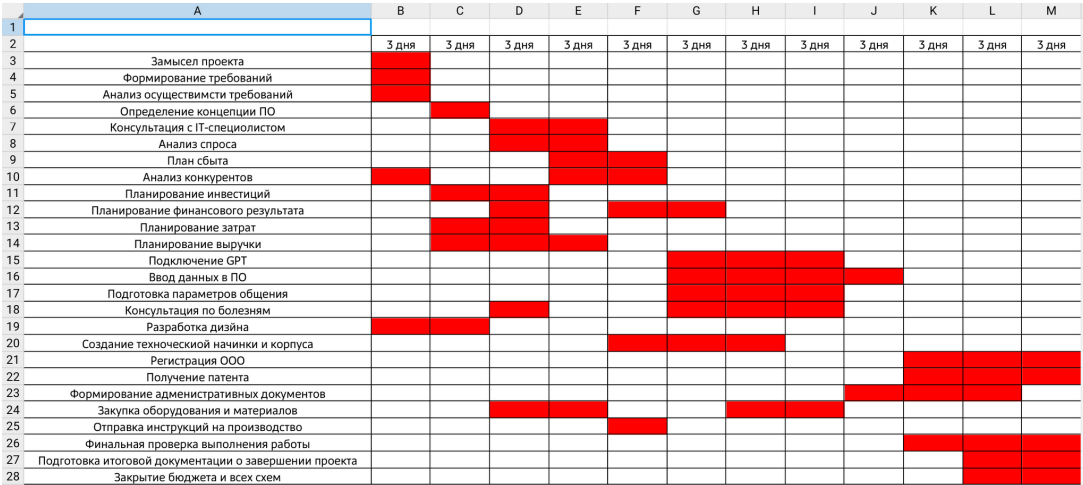 A B C D E F G H I J K L M
1
2 3 дня 3 дня 3 дня 3 дня 3 дня 3 дня 3 дня 3 дня 3 дня 3 дня 3 дня 3 дня
3 Замысел проекта
4 Формирование требований
5 Анализ осуществимсти требований
6 Определение концепции ПО
7 Консультация с IT-специолистом
8 Анализ спроса
9 План сбыта
10 Анализ конкурентов
11 Планирование инвестиций
12 Планирование финансового результата
13 Планирование затрат
14 Планирование выручки
15 Подключение GPT
16 Ввод данных в ПО
17 Подготовка параметров общения
18 Консультация по болезням
19 Разработка дизйна
20 Создание техноческиой начинки и корпуса
21 Регистрация ООО
22 Получение патента
23 Формирование адменистративных документов
24 Закупка оборудования и материалов
25 Отправка инструкций на производство
26 Финальная проверка выполнения работы
27 Подготовка итоговой документации о завершении проекта
28 Закрытие бюджета и всех схем